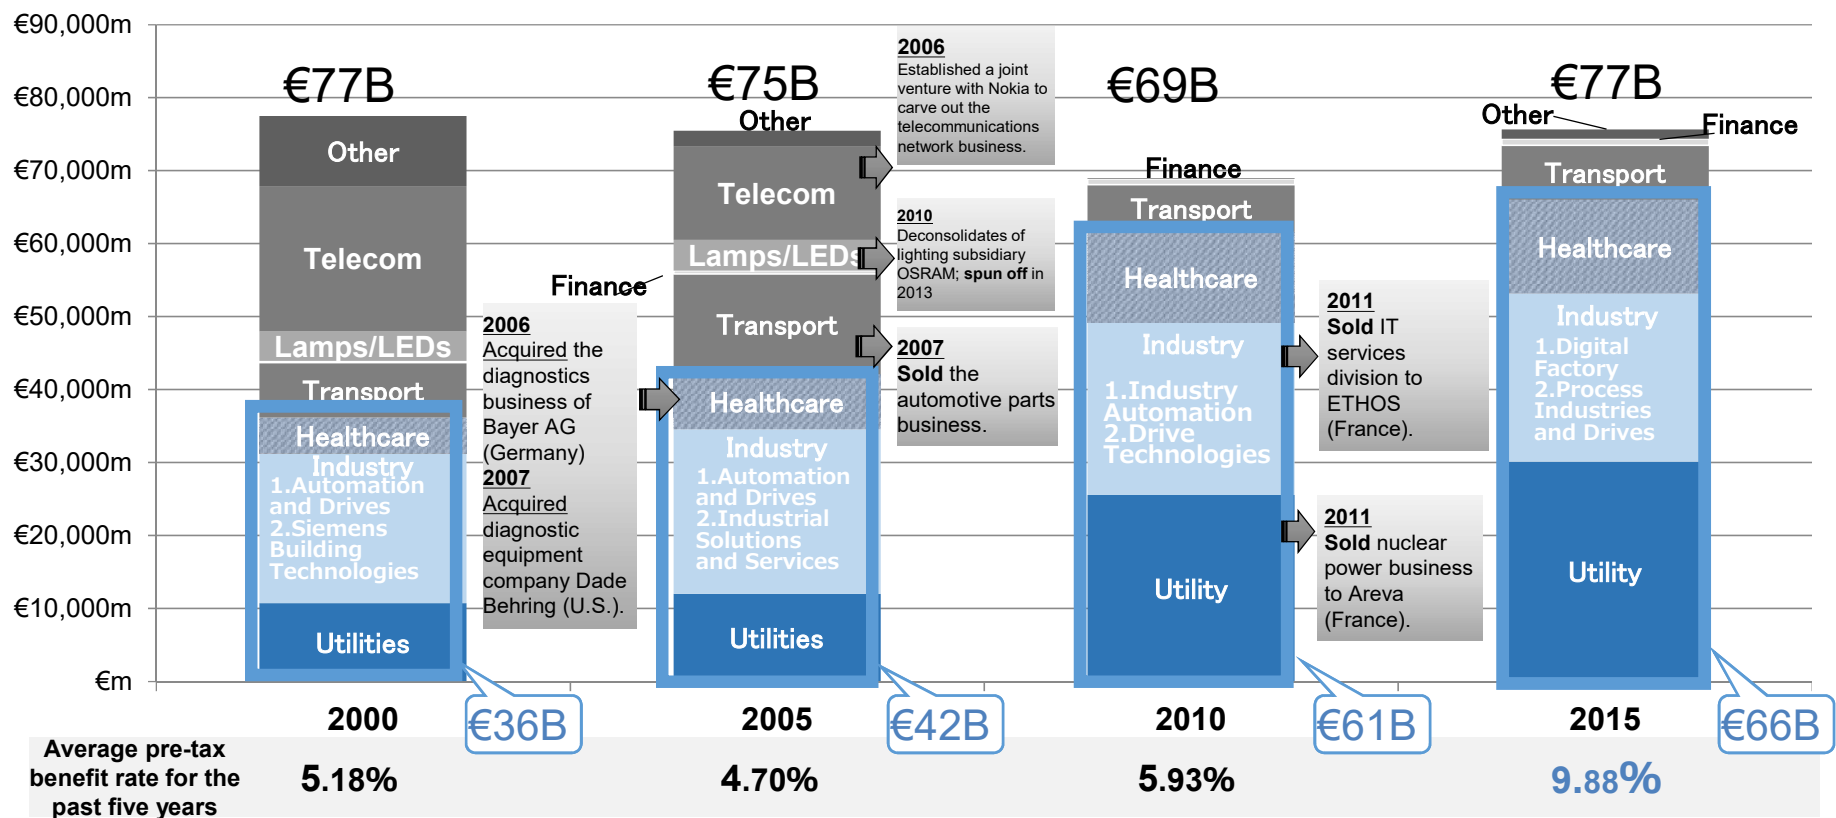 €90,000m
€80,000m
€70,000m
€60,000m
€50,000m
€40,000m
€30,000m
€20,000m
€10,000m
€m
€77B
Other
Telecom
Lamps/LEDs
Transport
Healthcare
Industry
1.Automation
and Drives
2.Siemens
Building
Technologies
Utilities
€36B
2006
Acquired the
diagnostics
business of
Bayer AG
(Germany)
2007
Acquired
diagnostic
equipment
company Dade
Behring (U.S.).
€75B
Other
Telecom
Lamps/LEDs
Finance
Transport
Healthcare
Industry
1.Automation
and Drives
2.Industrial
Solutions
and Services
Utilities
€42B
2006
Established a joint
venture with Nokia to
carve out the
telecommunications
network business.
2010
Deconsolidates of
lighting subsidiary
OSRAM; spun off in
2013
2007
Sold the
automotive parts
business.
€69B
Finance
Transport
Healthcare
Industry
1.Industry
Automation
2.Drive
Technologies
Utility
€61B
2011
Sold IT
services
division to
ETHOS
(France).
2011
Sold nuclear
power business
to Areva
(France).
€77B
Other
Finance
Transport
Healthcare
Industry
1.Digital
Factory
2.Process
Industries
and Drives
Utility
€66B
2000
2005
2010
2015
Average pre-tax
benefit rate for the
past five years
5.18%
4.70%
5.93%
9.88%